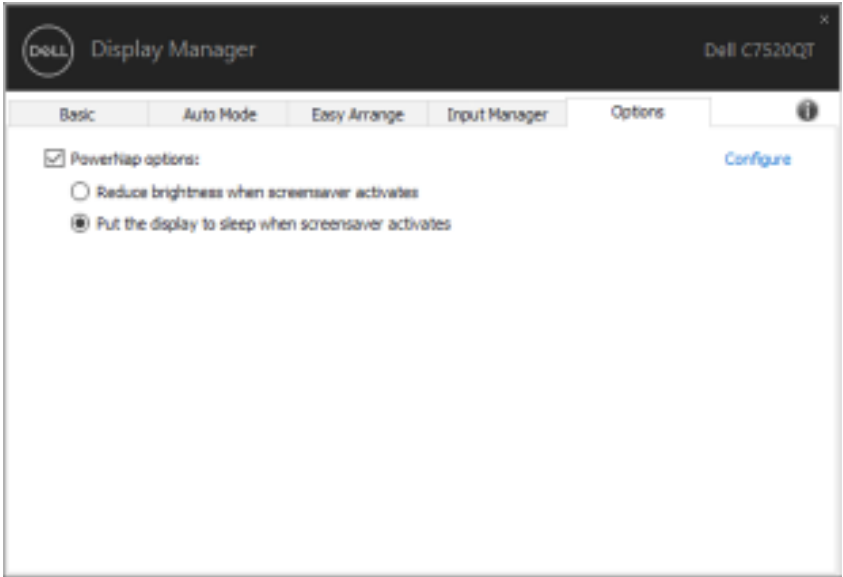 DELL
Display Manager
×
Dell C7520QT
Basic
Auto Mode
Easy Arrange
Input Manager
Options
PowerNap options:
Configure
Reduce brightness when screensaver activates
Put the display to sleep when screensaver activates